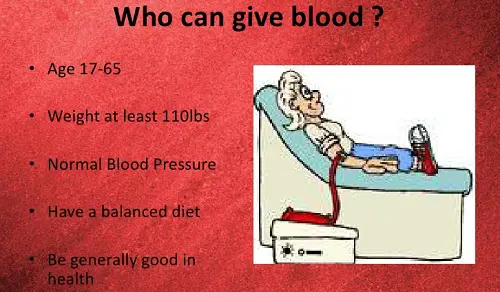 Who can give blood ?
• Age 17-65
• Weight at least 110lbs
• Normal Blood Pressure
• Have a balanced diet
• Be generally good in
health